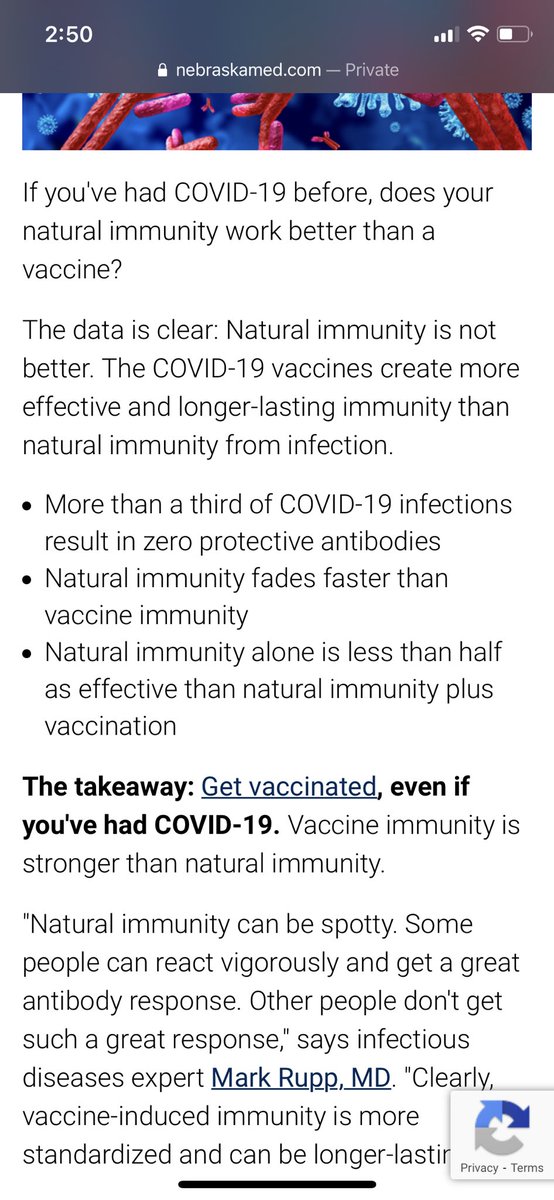 2:50
nebraskamed.com — Private
If you've had COVID-19 before, does your
natural immunity work better than a
vaccine?
The data is clear: Natural immunity is not
better. The COVID-19 vaccines create more
effective and longer-lasting immunity than
natural immunity from infection.
• More than a third of COVID-19 infections
result in zero protective antibodies
• Natural immunity fades faster than
vaccine immunity
• Natural immunity alone is less than half
as effective than natural immunity plus
vaccination
The takeaway: Get vaccinated, even if
you've had COVID-19. Vaccine immunity is
stronger than natural immunity.
"Natural immunity can be spotty. Some
people can react vigorously and get a great
antibody response. Other people don't get
such a great response," says infectious
diseases expert Mark Rupp, MD. "Clearly,
vaccine-induced immunity is more
standardized and can be
Privacy - Terms